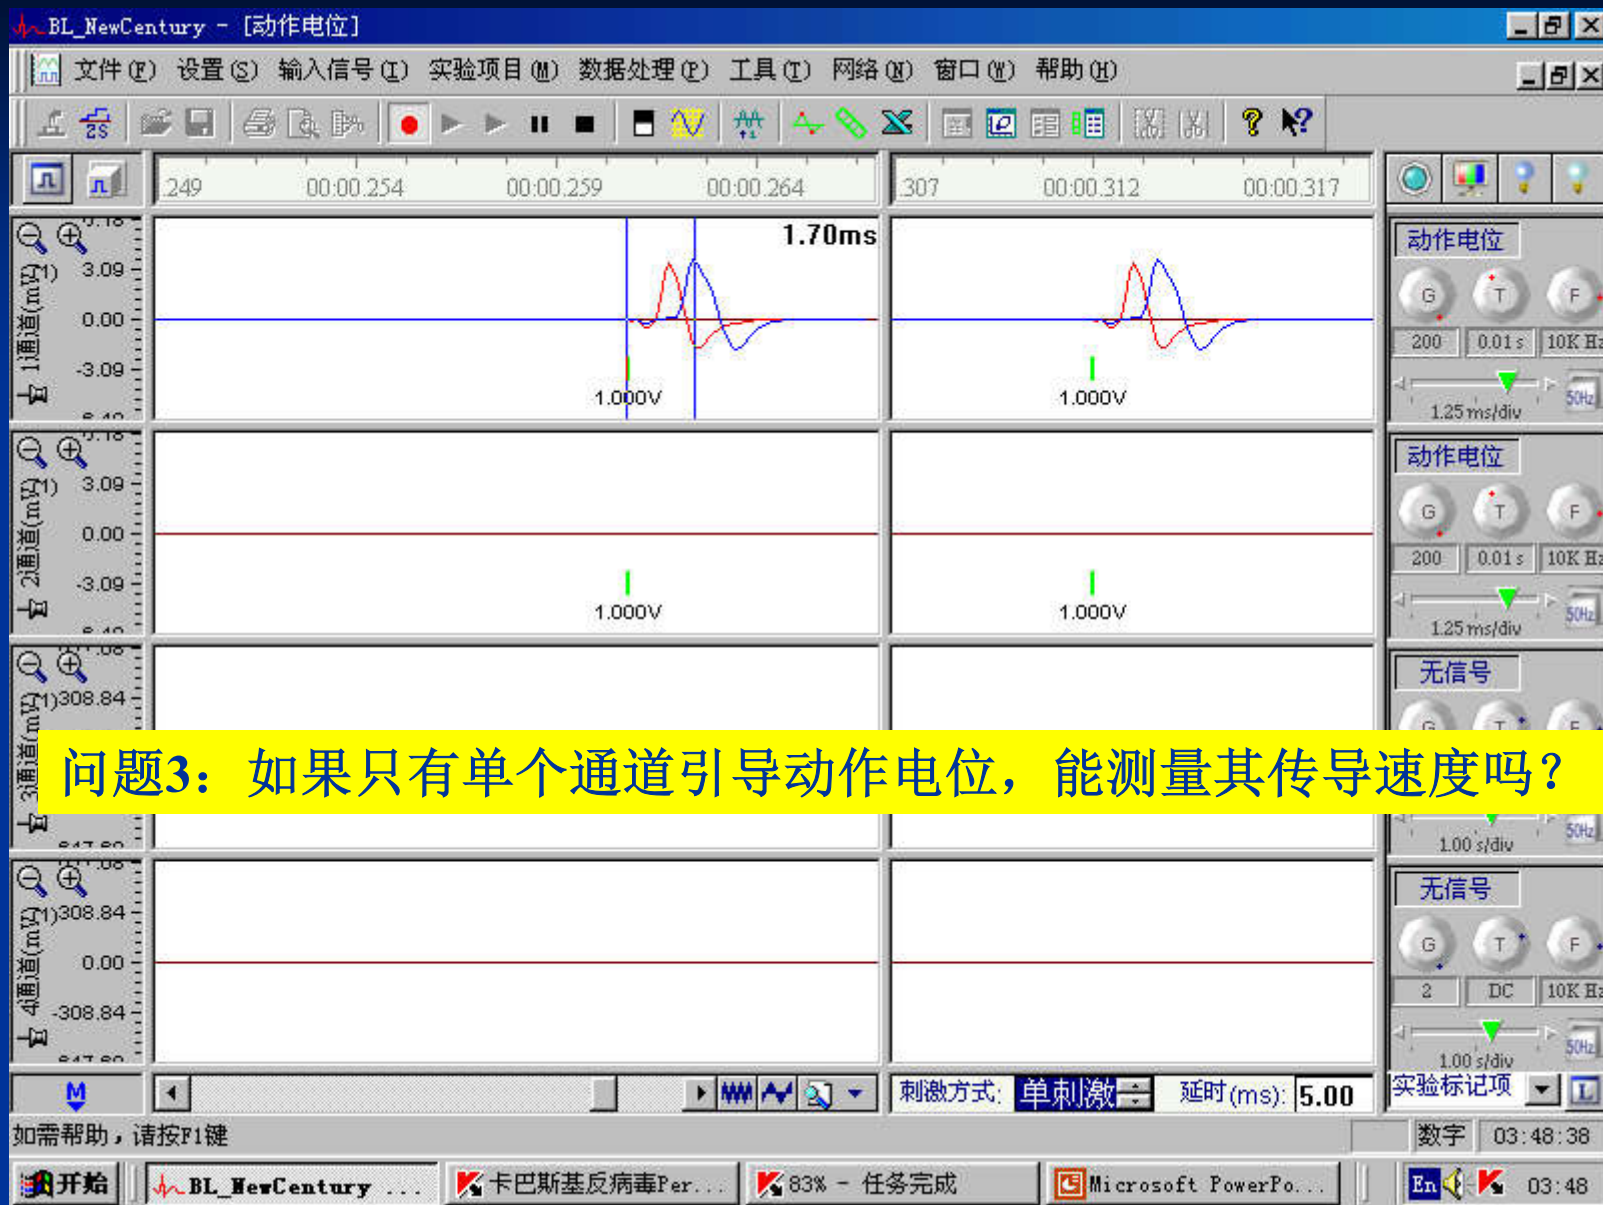 BL_NewCentury - [动作电位]
文件(F) 设置(S) 输入信号(I) 实验项目(M) 数据处理(P) 工具(T) 网络(N) 窗口(W) 帮助(H)
.249 00:00.254 00:00.259 00:00.264 .307 00:00.312 00:00.317
1通道(mV)
3.09
0.00
-3.09
1.70ms
1.000V
1.000V
动作电位
G T F
200 0.01 s 10K Hz
1.25 ms/div
50Hz
2通道(mV)
3.09
0.00
-3.09
1.000V
1.000V
动作电位
G T F
200 0.01 s 10K Hz
1.25 ms/div
50Hz
3通道(mV)
308.84
无信号
G T F
问题3：如果只有单个通道引导动作电位，能测量其传导速度吗？
1.00 s/div
50Hz
4通道(mV)
308.84
0.00
-308.84
无信号
G T F
2 DC 10K Hz
1.00 s/div
50Hz
M
刺激方式: 单刺激 延时(ms): 5.00
实验标记项 L
如需帮助，请按F1键
数字 03:48:38
开始 BL_NewCentury ... 卡巴斯基反病毒Per... 83% - 任务完成 Microsoft PowerPo... En 03:48